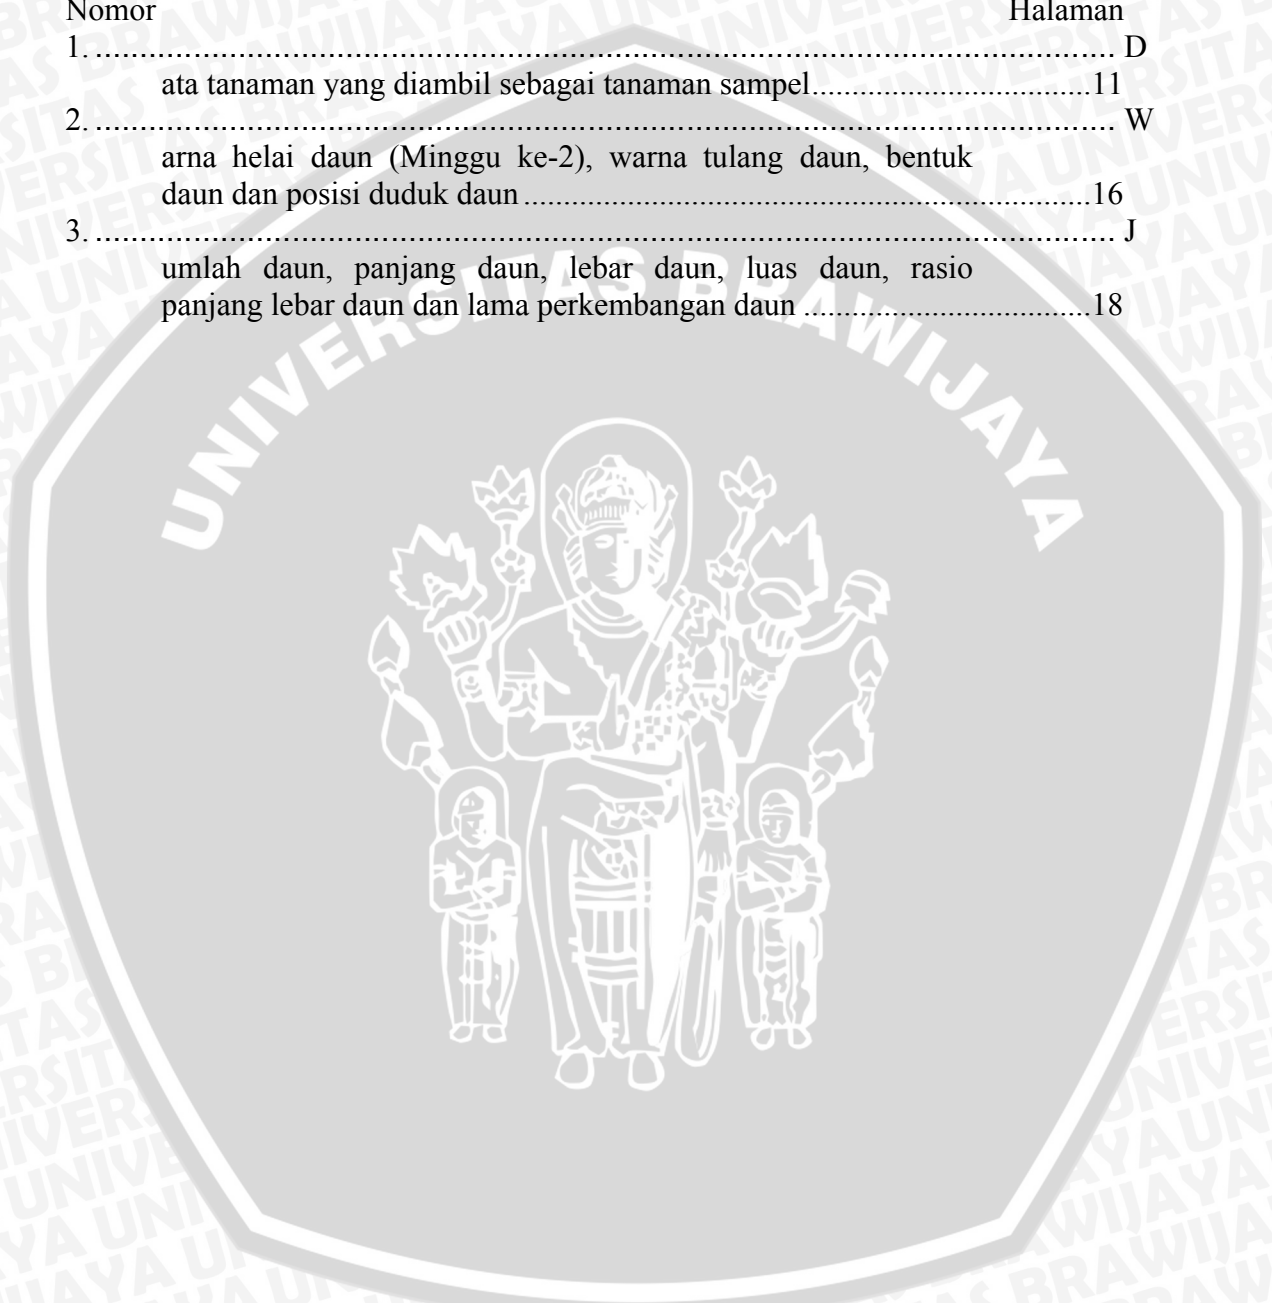 Nomor Halaman
1. ........................................................................................................ D
ata tanaman yang diambil sebagai tanaman sampel...................................11
2. ........................................................................................................ W
arna helai daun (Minggu ke-2), warna tulang daun, bentuk
daun dan posisi duduk daun.......................................................................16
3. ........................................................................................................ J
umlah daun, panjang daun, lebar daun, luas daun, rasio
panjang lebar daun dan lama perkembangan daun ....................................18
UNIVERSITAS BRAWIJAYA